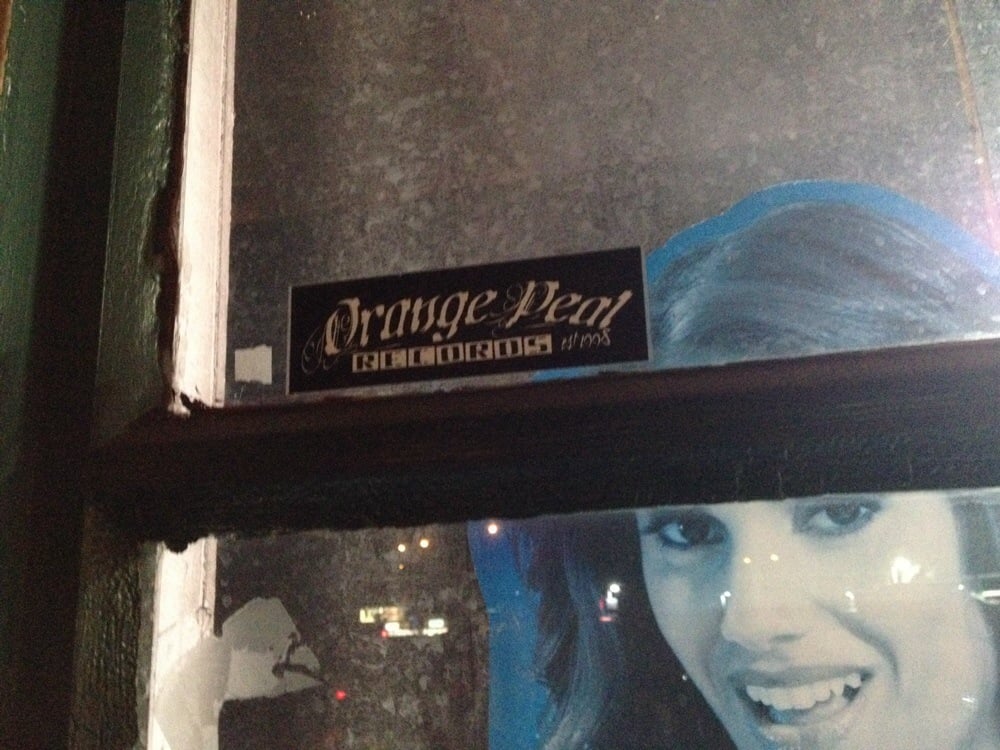 Orange Peal
RECORDS est 1998